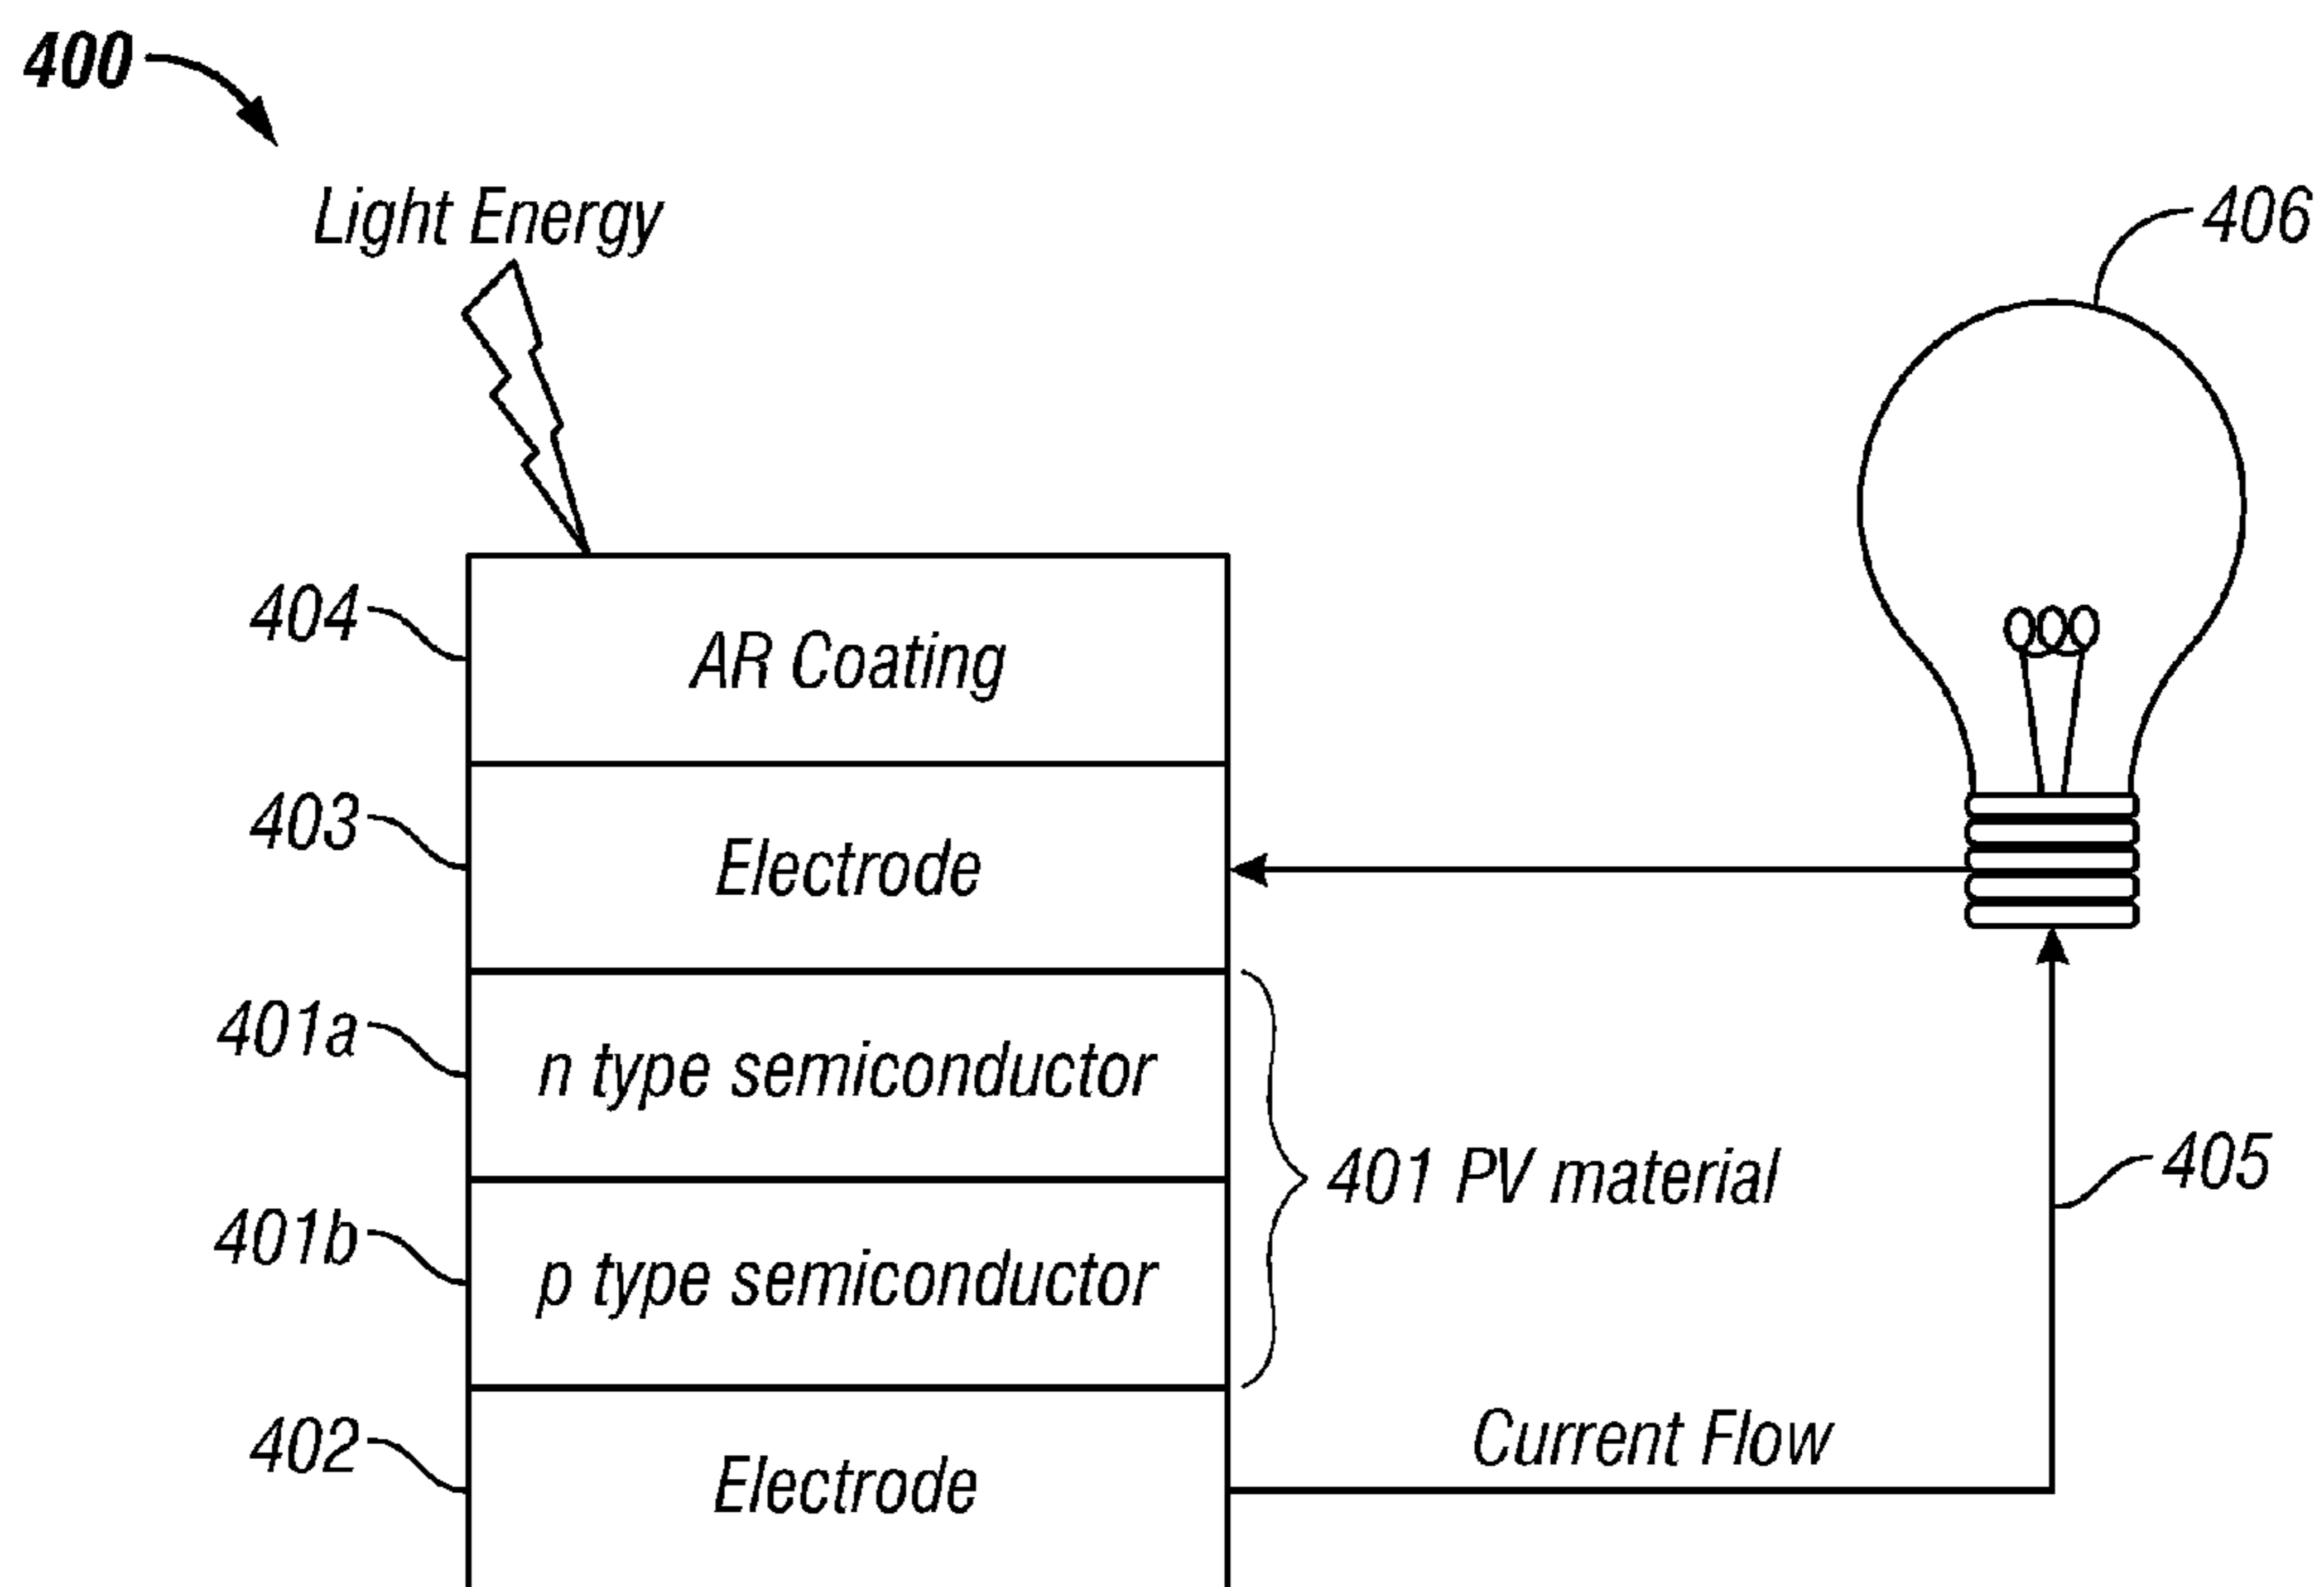 400
Light Energy
406
404
AR Coating
403
Electrode
401a
n type semiconductor
401 PV material
405
401b
p type semiconductor
402
Electrode
Current Flow